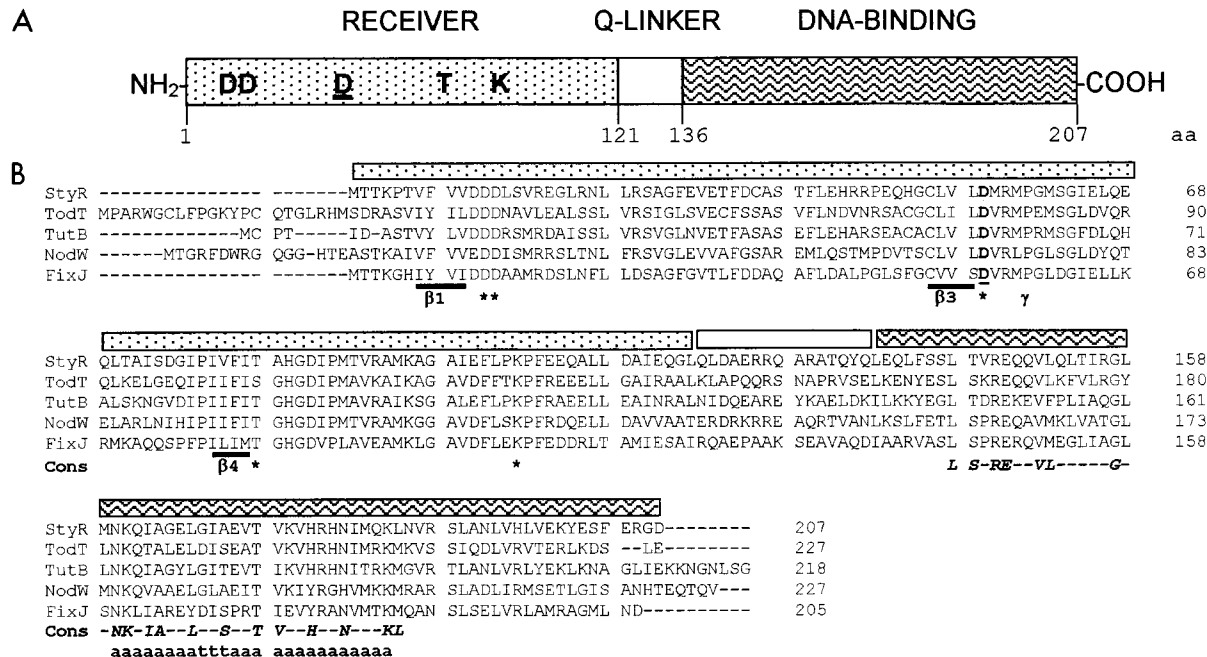 A
RECEIVER Q-LINKER DNA-BINDING
NH2- DD D T K -COOH
1 121 136 207 aa
B
StyR ---------- ---------- -----MTTKPTVF VVDDDLSVREGLRNL LRSAGFEVETFDCAS TFLEHRRPEQHGCLV LDMRMPGMSGIELQE 68
TodT MPARWGCLFPGKYPC QTGLRHMSDRASVIY ILDDDNAVLEALSSL VRSIGLSVECFSSAS VFLNDVNRSACGCLI LDVRMPEMSGLDVQR 90
TutB -------------MC PT-----ID-ASTVY LVDDDRSMRDAISSL VRSVGLNVETFASAS EFLEHARSEACACLV LDVRMPRMSGFDLQH 71
NodW -------MTGRFDWRG QGG-HTEASTKAIVF VVDDDISMRRSLTNL FRSVGLEVVAFGSAR EMLQSTMPDVTSCLV LDVRLPGLSGLDYQT 83
FixJ --------------- ---------MTTKGHIY VIDDDAAMRDSLNFL LDSAGFGVTLFDDAQ AFLDALPGLSFGCVV SDVRMPGLDGIELLK 68
β1 ** β3 * γ
StyR QLTAISDGIPIVFIT AHGDIPMTVRAMKAG AIEFLPKPFEEQALL DAIEQGLQLDAERRQ ARATQYQLEQLFSSL TVREQQVLQLTIRGL 158
TodT QLKELGEQIPIIFIS GHGDIPMAVKAIKAG AVDFFTKPFREEELL GAIRAALKLAPQQRS NAPRVSELKENYESL SKREQQVLKFVLRGY 180
TutB ALSKNGVDIPIIFIT GHGDIPMTVRAIKSG ALEFLPKPFRAEELL EAINRALNIDQEARE YKAELDKILKKYEGL TDREKEVFPLIAQGL 161
NodW ELARLNIHIPIIFIT GHGDIPMTVRAMKGG AVDFLSKPFRDQDLL DAVVAATERDRKRRE AEQRTVANLKSLFETL SPREQAVMKLVATGL 173
FixJ RMKAQQSPFPILIMT GHGDVPLAVEAMKLG AVDFLEKPFEDDRLT AMIESAIRQAEPAAK SEAVAQDIAARVASL SPRERQVMEGLIAGL 158
Cons β4 * * L S-RE--VL-----G-
StyR MNKQIAGELGIAEVT VKVHRHNIMQKLNVR SLANLVHLVEKYESF ERGD--------- 207
TodT LNKQTALELDISEAT VKVHRHNIMRKMKVS SIQDLVRVTERLKDS --LE--------- 227
TutB LNKQIAGYLGITEVT IKVHRHNITRKMGVR TLANLVRLYEKLKNA GLIEKKNGNLSG 218
NodW MNKQVAAELGLAEIT VKIYRGHVMKKMRAR SLADLIRMSETLGIS ANHTEQTQV--- 227
FixJ SNKLIAREYDISPRT IEVYRANVMTKMQAN SLSELVRLAMRAGML ND---------- 205
Cons -NK-IA--L--S--T V--H--N---KL
aaaaaaaatttaaa aaaaaaaaaaaa